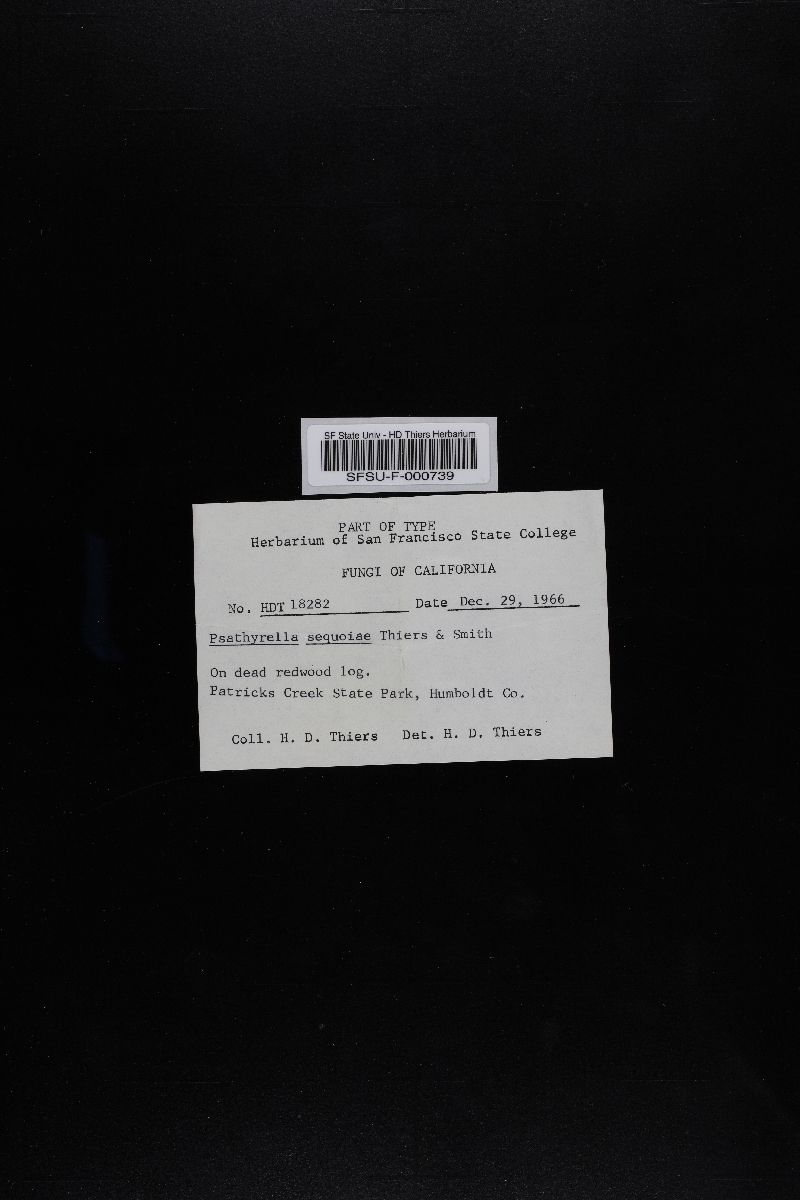 SF State Univ - HD Thiers Herbarium
SFSU-F-000739
PART OF TYPE
Herbarium of San Francisco State College
FUNGI OF CALIFORNIA
No. HDT 18282 Date Dec. 29, 1966
Psathyrella sequoiae Thiers & Smith
On dead redwood log.
Patricks Creek State Park, Humboldt Co.
Coll. H. D. Thiers Det. H. D. Thiers